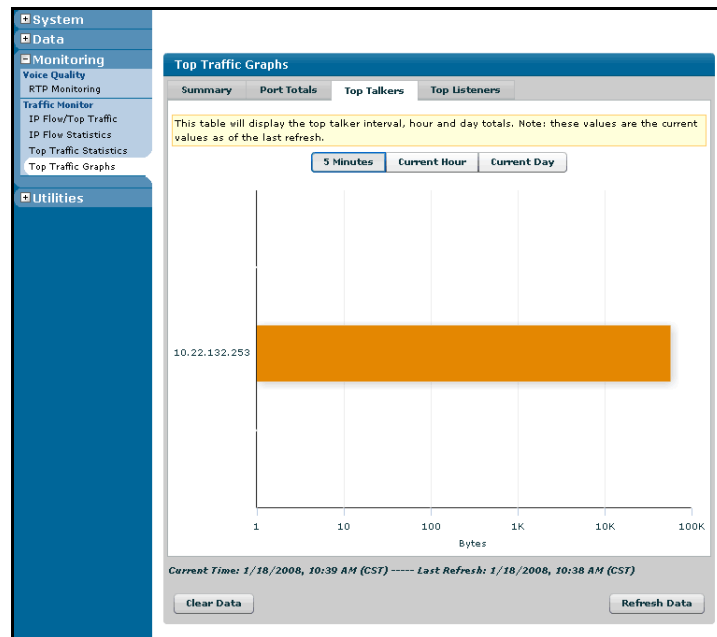 System
Data
Monitoring
Voice Quality
RTP Monitoring
Traffic Monitor
IP Flow/Top Traffic
IP Flow Statistics
Top Traffic Statistics
Top Traffic Graphs
Utilities
Top Traffic Graphs
Summary Port Totals Top Talkers Top Listeners
This table will display the top talker interval, hour and day totals. Note: these values are the current
values as of the last refresh.
5 Minutes Current Hour Current Day
10.22.132.253
1 10 100 1K 10K 100K
Bytes
Current Time: 1/18/2008, 10:39 AM (CST) ----- Last Refresh: 1/18/2008, 10:38 AM (CST)
Clear Data Refresh Data